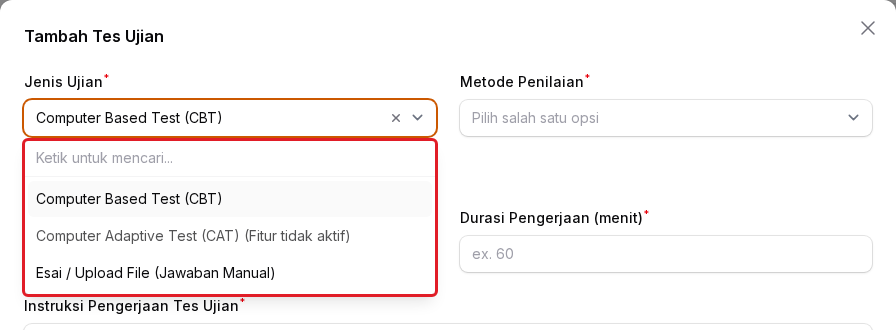 Tambah Tes Ujian
Jenis Ujian*
Metode Penilaian*
Computer Based Test (CBT)
Pilih salah satu opsi
Ketik untuk mencari...
Computer Based Test (CBT)
Computer Adaptive Test (CAT) (Fitur tidak aktif)
Esai / Upload File (Jawaban Manual)
Durasi Pengerjaan (menit)*
ex. 60
Instruksi Pengerjaan Tes Ujian*